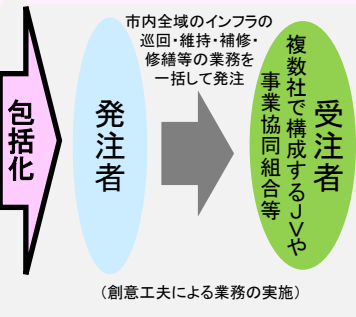 包括化
発注者
市内全域のインフラの
巡回・維持・補修・
修繕等の業務を
一括して発注
受注者
複数社で構成するJVや
事業協同組合等
（創意工夫による業務の実施）